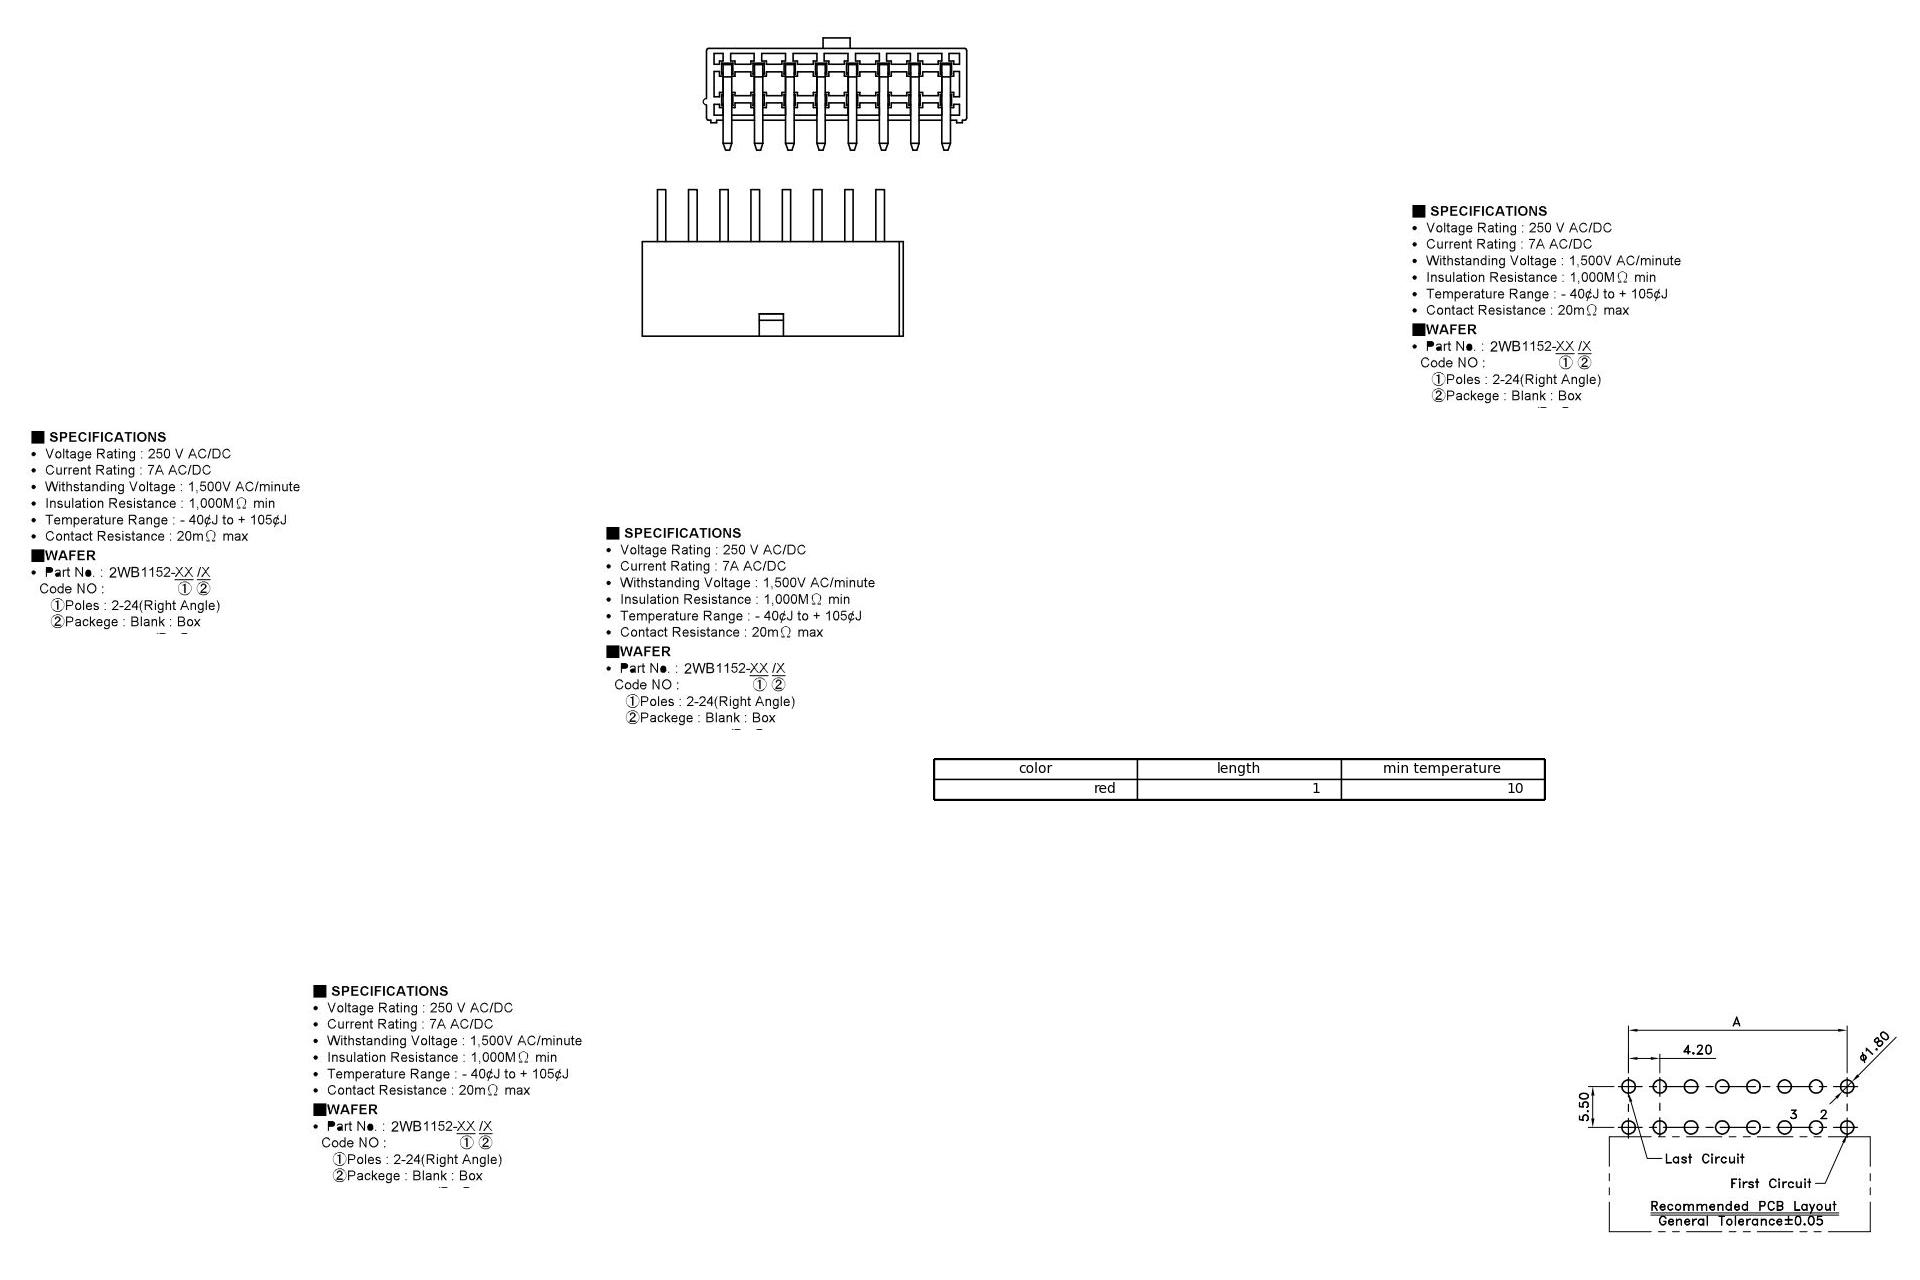 ■ SPECIFICATIONS
• Voltage Rating : 250 V AC/DC
• Current Rating : 7A AC/DC
• Withstanding Voltage : 1,500V AC/minute
• Insulation Resistance : 1,000MΩ min
• Temperature Range : - 40¢J to + 105¢J
• Contact Resistance : 20mΩ max
■WAFER
• Part No. : 2WB1152-XX /X
Code NO : ① ②
①Poles : 2-24(Right Angle)
②Packege : Blank : Box
■ SPECIFICATIONS
• Voltage Rating : 250 V AC/DC
• Current Rating : 7A AC/DC
• Withstanding Voltage : 1,500V AC/minute
• Insulation Resistance : 1,000MΩ min
• Temperature Range : - 40¢J to + 105¢J
• Contact Resistance : 20mΩ max
■WAFER
• Part No. : 2WB1152-XX /X
Code NO : ① ②
①Poles : 2-24(Right Angle)
②Packege : Blank : Box
■ SPECIFICATIONS
• Voltage Rating : 250 V AC/DC
• Current Rating : 7A AC/DC
• Withstanding Voltage : 1,500V AC/minute
• Insulation Resistance : 1,000MΩ min
• Temperature Range : - 40¢J to + 105¢J
• Contact Resistance : 20mΩ max
■WAFER
• Part No. : 2WB1152-XX /X
Code NO : ① ②
①Poles : 2-24(Right Angle)
②Packege : Blank : Box
color length min temperature
red 1 10
■ SPECIFICATIONS
• Voltage Rating : 250 V AC/DC
• Current Rating : 7A AC/DC
• Withstanding Voltage : 1,500V AC/minute
• Insulation Resistance : 1,000MΩ min
• Temperature Range : - 40¢J to + 105¢J
• Contact Resistance : 20mΩ max
■WAFER
• Part No. : 2WB1152-XX /X
Code NO : ① ②
①Poles : 2-24(Right Angle)
②Packege : Blank : Box
A
4.20
ø1.80
5.50
3 2
Last Circuit
First Circuit
Recommended PCB Layout
General Tolerance±0.05